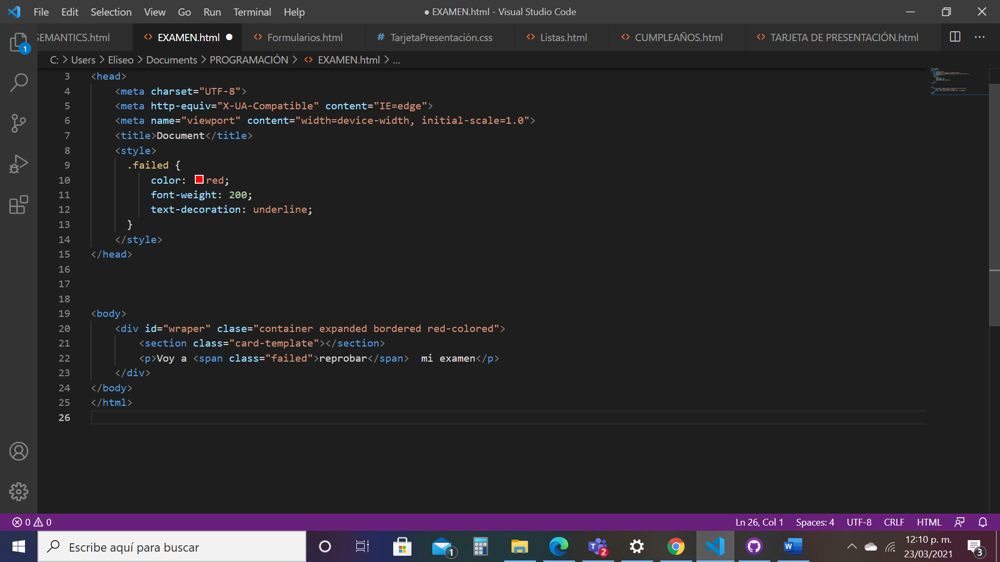 File Edit Selection View Go Run Terminal Help ● EXAMEN.html - Visual Studio Code
SEMANTICS.html EXAMEN.html Formularios.html # TarjetaPresentación.css Listas.html CUMPLEAÑOS.html TARJETA DE PRESENTACIÓN.html ...
1
C: > Users > Eliseo > Documents > PROGRAMACIÓN > EXAMEN.html > ...
3 <head>
4 <meta charset="UTF-8">
5 <meta http-equiv="X-UA-Compatible" content="IE=edge">
6 <meta name="viewport" content="width=device-width, initial-scale=1.0">
7 <title>Document</title>
8 <style>
9 .failed {
10 color: red;
11 font-weight: 200;
12 text-decoration: underline;
13 }
14 </style>
15 </head>
16
17
18
19 <body>
20 <div id="wraper" clase="container expanded bordered red-colored">
21 <section class="card-template"></section>
22 <p>Voy a <span class="failed">reprobar</span>  mi examen</p>
23 </div>
24 </body>
25 </html>
26
0 0 Ln 26, Col 1 Spaces: 4 UTF-8 CRLF HTML
Escribe aquí para buscar 1 T 2 W 12:10 p. m. 3
23/03/2021